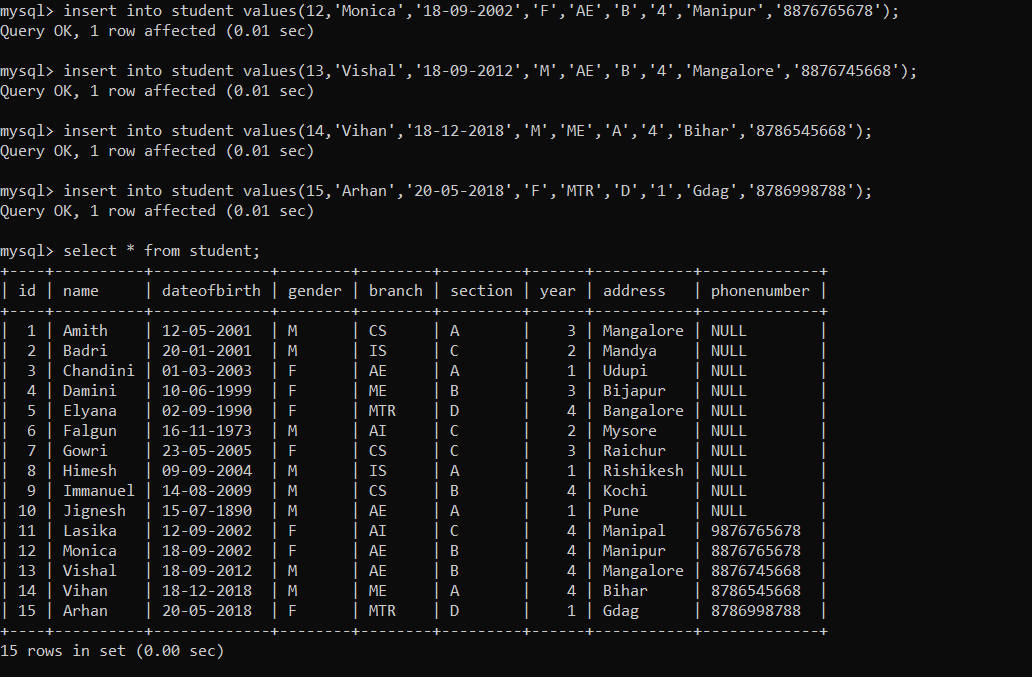 mysql> insert into student values(12,'Monica','18-09-2002','F','AE','B','4','Manipur','8876765678');
Query OK, 1 row affected (0.01 sec)
mysql> insert into student values(13,'Vishal','18-09-2012','M','AE','B','4','Mangalore','8876745668');
Query OK, 1 row affected (0.01 sec)
mysql> insert into student values(14,'Vihan','18-12-2018','M','ME','A','4','Bihar','8786545668');
Query OK, 1 row affected (0.01 sec)
mysql> insert into student values(15,'Arhan','20-05-2018','F','MTR','D','1','Gdag','8786998788');
Query OK, 1 row affected (0.01 sec)
mysql> select * from student;
+----+----------+-------------+--------+--------+---------+------+-----------+-------------+
| id | name     | dateofbirth | gender | branch | section | year | address   | phonenumber |
+----+----------+-------------+--------+--------+---------+------+-----------+-------------+
|  1 | Amith    | 12-05-2001  | M      | CS     | A       |    3 | Mangalore | NULL        |
|  2 | Badri    | 20-01-2001  | M      | IS     | C       |    2 | Mandya    | NULL        |
|  3 | Chandini | 01-03-2003  | F      | AE     | A       |    1 | Udupi     | NULL        |
|  4 | Damini   | 10-06-1999  | F      | ME     | B       |    3 | Bijapur   | NULL        |
|  5 | Elyana   | 02-09-1990  | F      | MTR    | D       |    4 | Bangalore | NULL        |
|  6 | Falgun   | 16-11-1973  | M      | AI     | C       |    2 | Mysore    | NULL        |
|  7 | Gowri    | 23-05-2005  | F      | CS     | C       |    3 | Raichur   | NULL        |
|  8 | Himesh   | 09-09-2004  | M      | IS     | A       |    1 | Rishikesh | NULL        |
|  9 | Immanuel | 14-08-2009  | M      | CS     | B       |    4 | Kochi     | NULL        |
| 10 | Jignesh  | 15-07-1890  | M      | AE     | A       |    1 | Pune      | NULL        |
| 11 | Lasika   | 12-09-2002  | F      | AI     | C       |    4 | Manipal   | 9876765678  |
| 12 | Monica   | 18-09-2002  | F      | AE     | B       |    4 | Manipur   | 8876765678  |
| 13 | Vishal   | 18-09-2012  | M      | AE     | B       |    4 | Mangalore | 8876745668  |
| 14 | Vihan    | 18-12-2018  | M      | ME     | A       |    4 | Bihar     | 8786545668  |
| 15 | Arhan    | 20-05-2018  | F      | MTR    | D       |    1 | Gdag      | 8786998788  |
+----+----------+-------------+--------+--------+---------+------+-----------+-------------+
15 rows in set (0.00 sec)